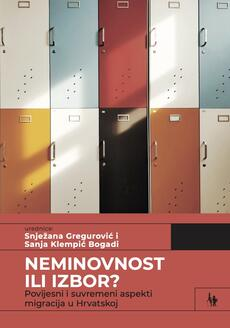 urednice:
Snježana Gregurović i
Sanja Klempić Bogadi
NEMINOVNOST
ILI IZBOR?
Povijesni i suvremeni aspekti
migracija u Hrvatskoj